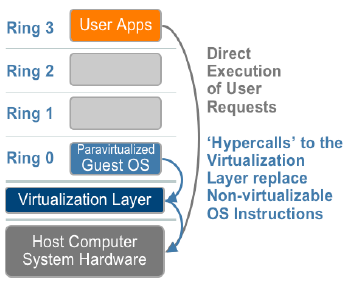 Ring 3
User Apps
Ring 2
Ring 1
Ring 0
Paravirtualized
Guest OS
Virtualization Layer
Host Computer
System Hardware
Direct
Execution
of User
Requests
‘Hypercalls’ to the
Virtualization
Layer replace
Non-virtualizable
OS Instructions